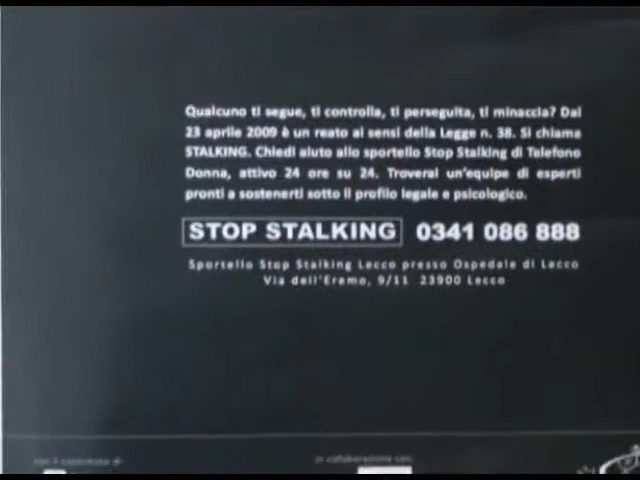 Qualcuno ti segue, ti controlla, ti perseguita, ti minaccia? Dal
23 aprile 2009 è un reato ai sensi della Legge n. 38. Si chiama
STALKING. Chiedi aiuto allo sportello Stop Stalking di Telefono
Donna, attivo 24 ore su 24. Troverai un'equipe di esperti
pronti a sostenerti sotto il profilo legale e psicologico.
STOP STALKING 0341 086 888
Sportello Stop Stalking Lecco presso Ospedale di Lecco
Via dell'Eremo, 9/11 23900 Lecco
in collaborazione con: